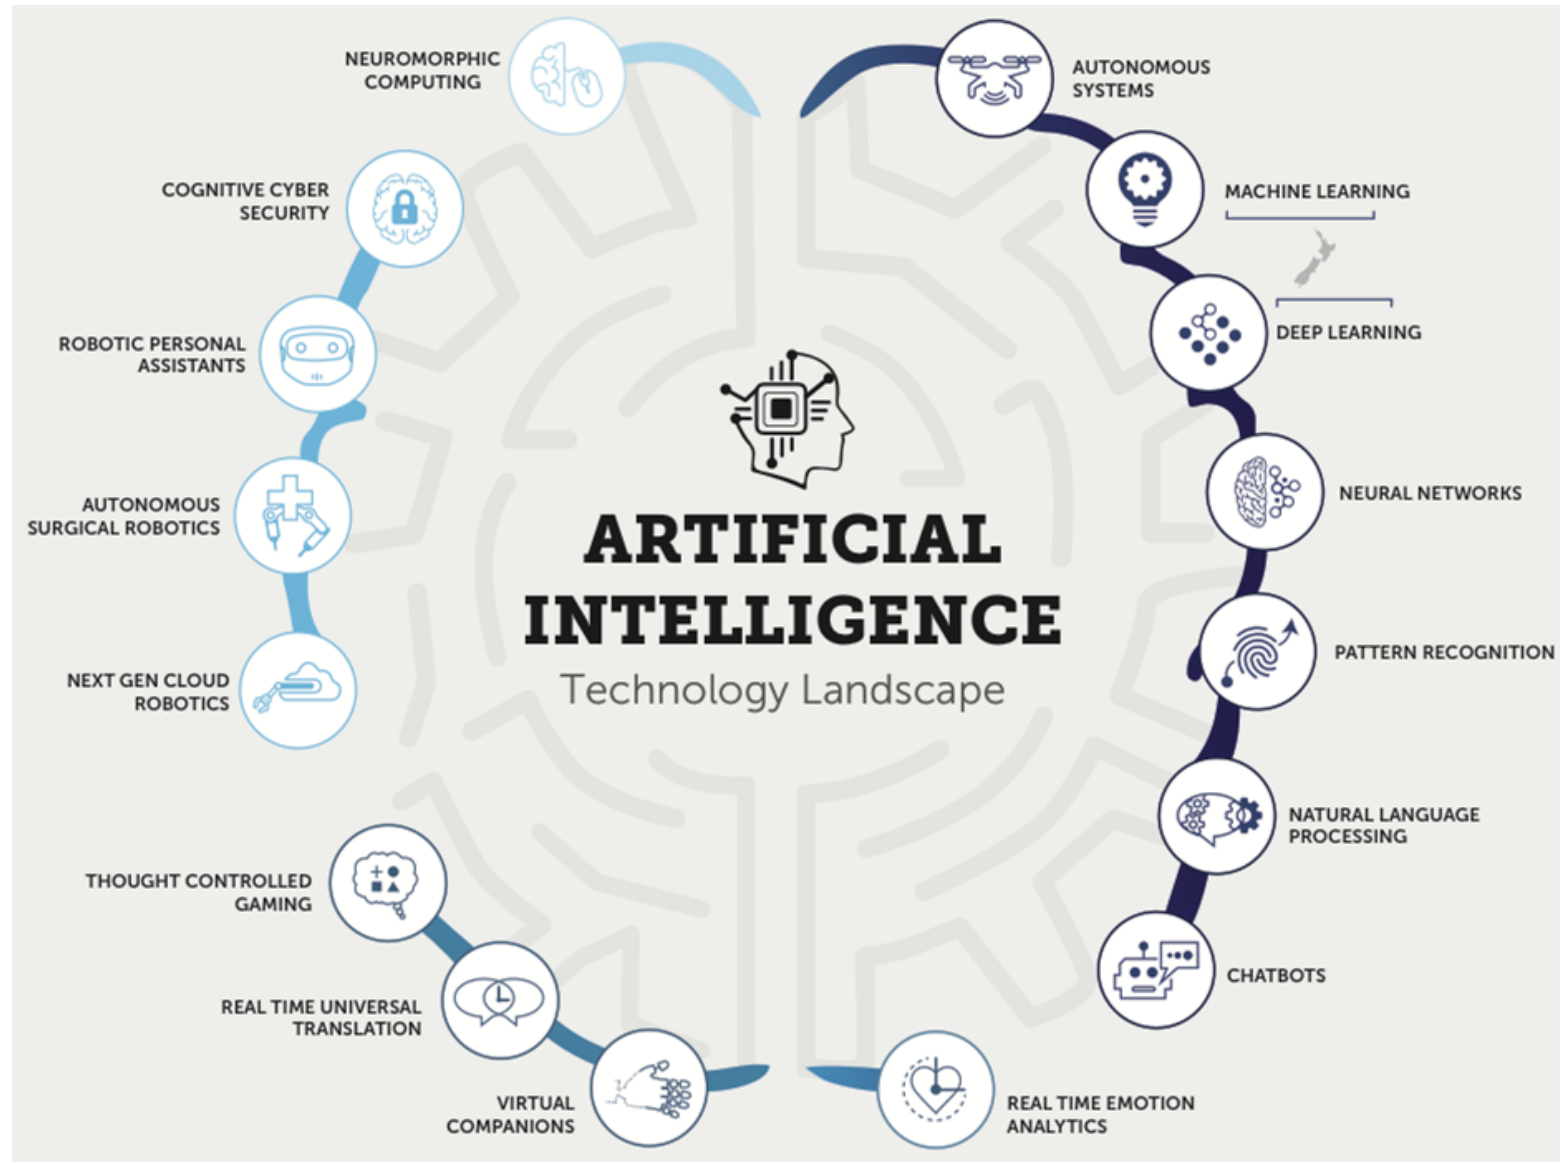 NEUROMORPHIC
COMPUTING
COGNITIVE CYBER
SECURITY
ROBOTIC PERSONAL
ASSISTANTS
AUTONOMOUS
SURGICAL ROBOTICS
NEXT GEN CLOUD
ROBOTICS
THOUGHT CONTROLLED
GAMING
REAL TIME UNIVERSAL
TRANSLATION
VIRTUAL
COMPANIONS
ARTIFICIAL
INTELLIGENCE
Technology Landscape
AUTONOMOUS
SYSTEMS
MACHINE LEARNING
DEEP LEARNING
NEURAL NETWORKS
PATTERN RECOGNITION
NATURAL LANGUAGE
PROCESSING
CHATBOTS
REAL TIME EMOTION
ANALYTICS